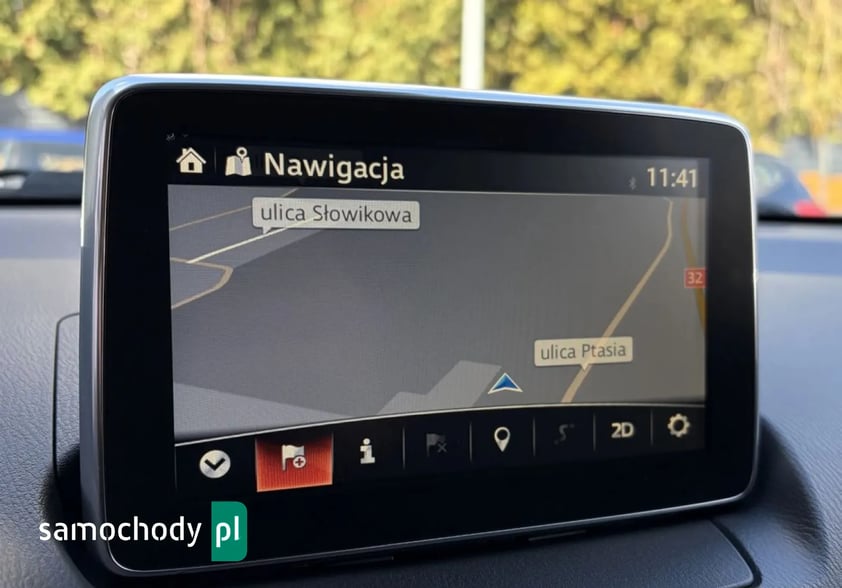 Nawigacja
11:41
ulica Słowikowa
32
ulica Ptasia
2D
samochody pl